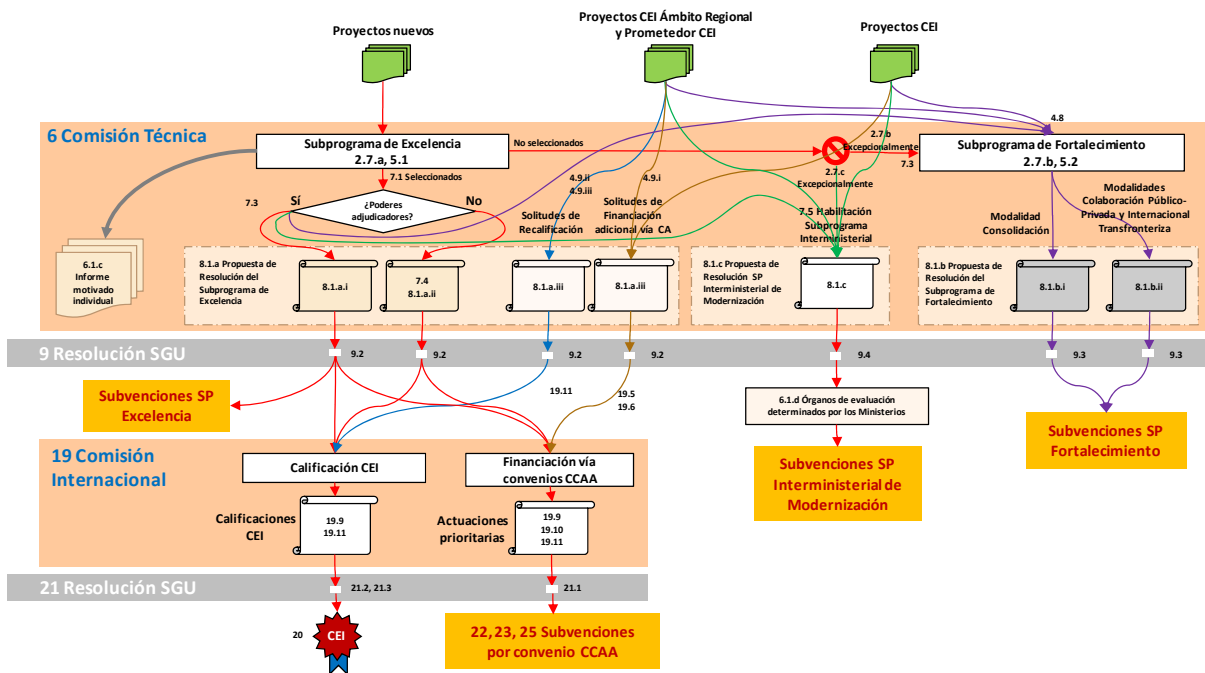 Proyectos nuevos
Proyectos CEI Ámbito Regional
y Prometedor CEI
Proyectos CEI
6 Comisión Técnica
Subprograma de Excelencia
2.7.a, 5.1
No seleccionados
2.7.b
Excepcionalmente
4.8
Subprograma de Fortalecimiento
2.7.b, 5.2
7.3
2.7.c
Excepcionalmente
7.1 Seleccionados
4.9.ii
4.9.iii
4.9.i
7.3
Sí
¿Poderes
adjudicadores?
No
Solitudes de
Recalificación
Solitudes de
Financiación
adicional vía CA
7.5 Habilitación
Subprograma
Interministerial
Modalidad
Consolidación
Modalidades
Colaboración Público-
Privada y Internacional
Transfronteriza
6.1.c
Informe
motivado
individual
8.1.a Propuesta de
Resolución del
Subprograma de
Excelencia
8.1.a.i
7.4
8.1.a.ii
8.1.a.iii
8.1.a.iii
8.1.c Propuesta de
Resolución SP
Interministerial de
Modernización
8.1.c
8.1.b Propuesta de
Resolución del
Subprograma de
Fortalecimiento
8.1.b.i
8.1.b.ii
9 Resolución SGU
9.2
9.2
9.2
9.2
9.4
9.3
9.3
Subvenciones SP
Excelencia
19.11
19.5
19.6
6.1.d Órganos de evaluación
determinados por los Ministerios
Subvenciones SP
Interministerial de
Modernización
Subvenciones SP
Fortalecimiento
19 Comisión
Internacional
Calificación CEI
Financiación vía
convenios CCAA
Calificaciones
CEI
19.9
19.11
Actuaciones
prioritarias
19.9
19.10
19.11
21 Resolución SGU
21.2, 21.3
21.1
20
CEI
22, 23, 25 Subvenciones
por convenio CCAA